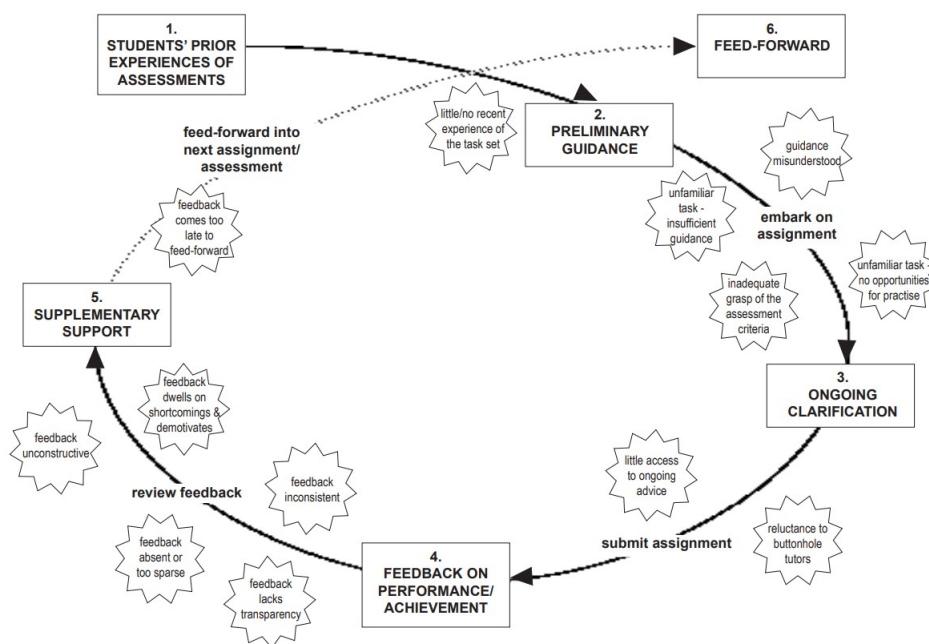 1.
STUDENTS' PRIOR
EXPERIENCES OF
ASSESSMENTS
6.
FEED-FORWARD
little/no recent
experience of
the task set
2.
PRELIMINARY
GUIDANCE
guidance
misunderstood
feed-forward into
next assignment/
assessment
feedback
comes too
late to
feed-forward
unfamiliar
task -
insufficient
guidance
embark on
assignment
inadequate
grasp of the
assessment
criteria
unfamiliar task -
no opportunities
for practise
5.
SUPPLEMENTARY
SUPPORT
3.
ONGOING
CLARIFICATION
feedback
dwells on
shortcomings &
demotivates
feedback
unconstructive
review feedback
feedback
inconsistent
little access
to ongoing
advice
submit assignment
reluctance to
buttonhole
tutors
feedback
absent or
too sparse
feedback
lacks
transparency
4.
FEEDBACK ON
PERFORMANCE/
ACHIEVEMENT